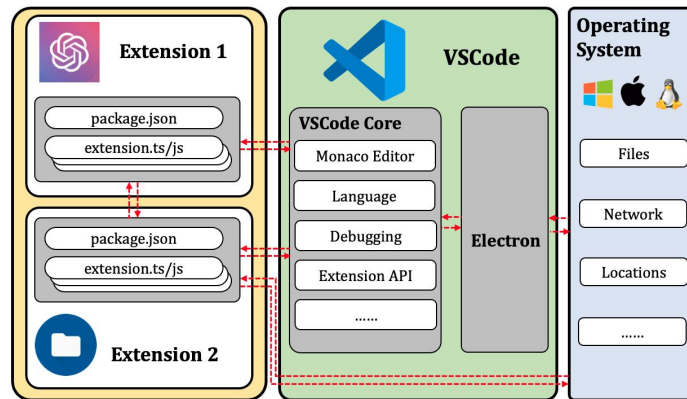 Extension 1
package.json
extension.ts/js
package.json
extension.ts/js
Extension 2
VSCode
VSCode Core
Monaco Editor
Language
Debugging
Extension API
......
Electron
Operating
System
Files
Network
Locations
......